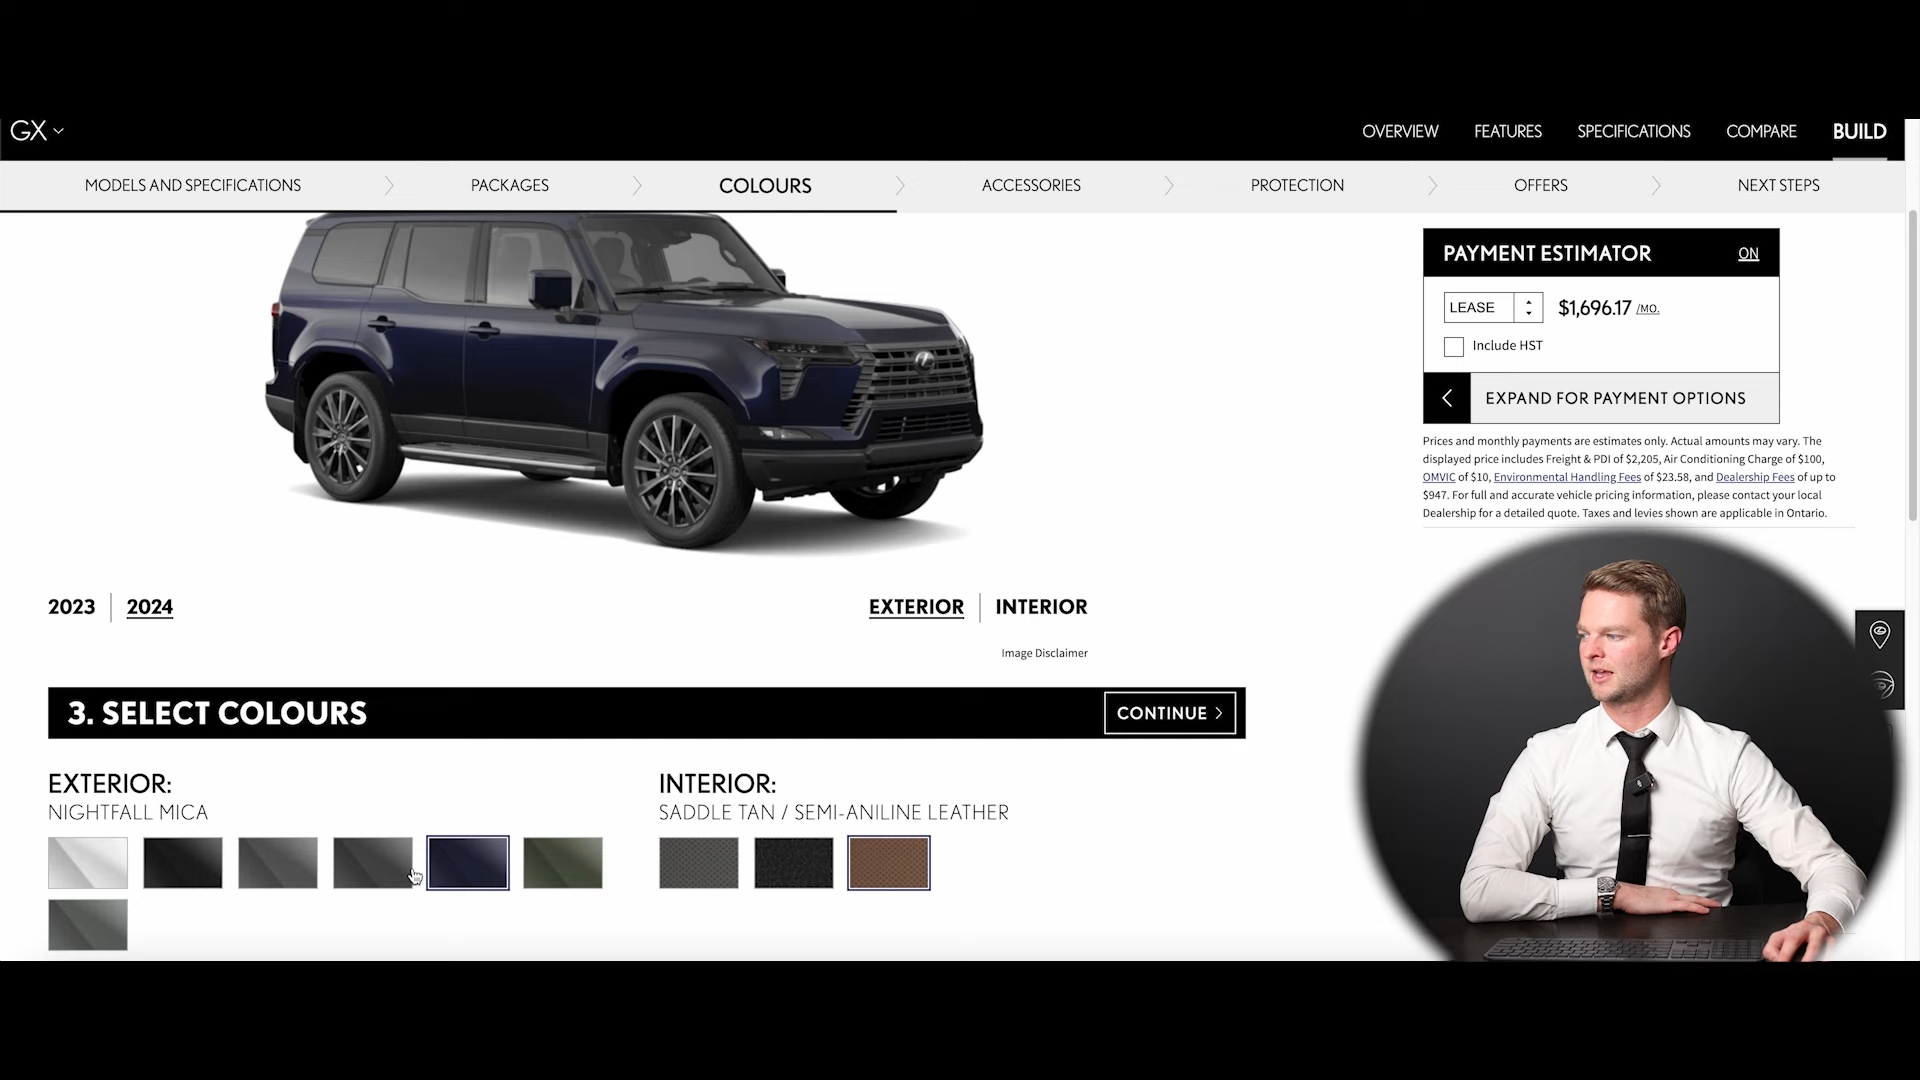 GX
OVERVIEW FEATURES SPECIFICATIONS COMPARE BUILD
MODELS AND SPECIFICATIONS PACKAGES COLOURS ACCESSORIES PROTECTION OFFERS NEXT STEPS
PAYMENT ESTIMATOR ON
LEASE $1,696.17 /MO.
Include HST
EXPAND FOR PAYMENT OPTIONS
Prices and monthly payments are estimates only. Actual amounts may vary. The
displayed price includes Freight & PDI of $2,205, Air Conditioning Charge of $100,
OMVIC of $10, Environmental Handling Fees of $23.58, and Dealership Fees of up to
$947. For full and accurate vehicle pricing information, please contact your local
Dealership for a detailed quote. Taxes and levies shown are applicable in Ontario.
2023 2024
EXTERIOR INTERIOR
Image Disclaimer
3. SELECT COLOURS CONTINUE
EXTERIOR:
NIGHTFALL MICA
INTERIOR:
SADDLE TAN / SEMI-ANILINE LEATHER